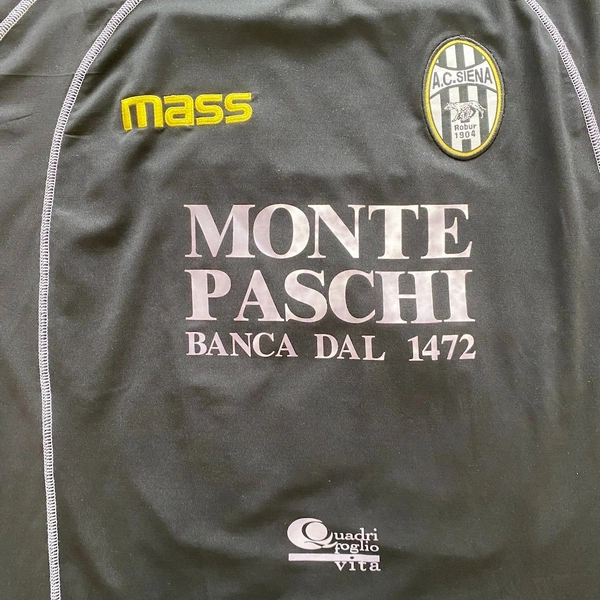 mass
A.C. SIENA
Robur
1904
MONTE
PASCHI
BANCA DAL 1472
Quadri
foglio
vita